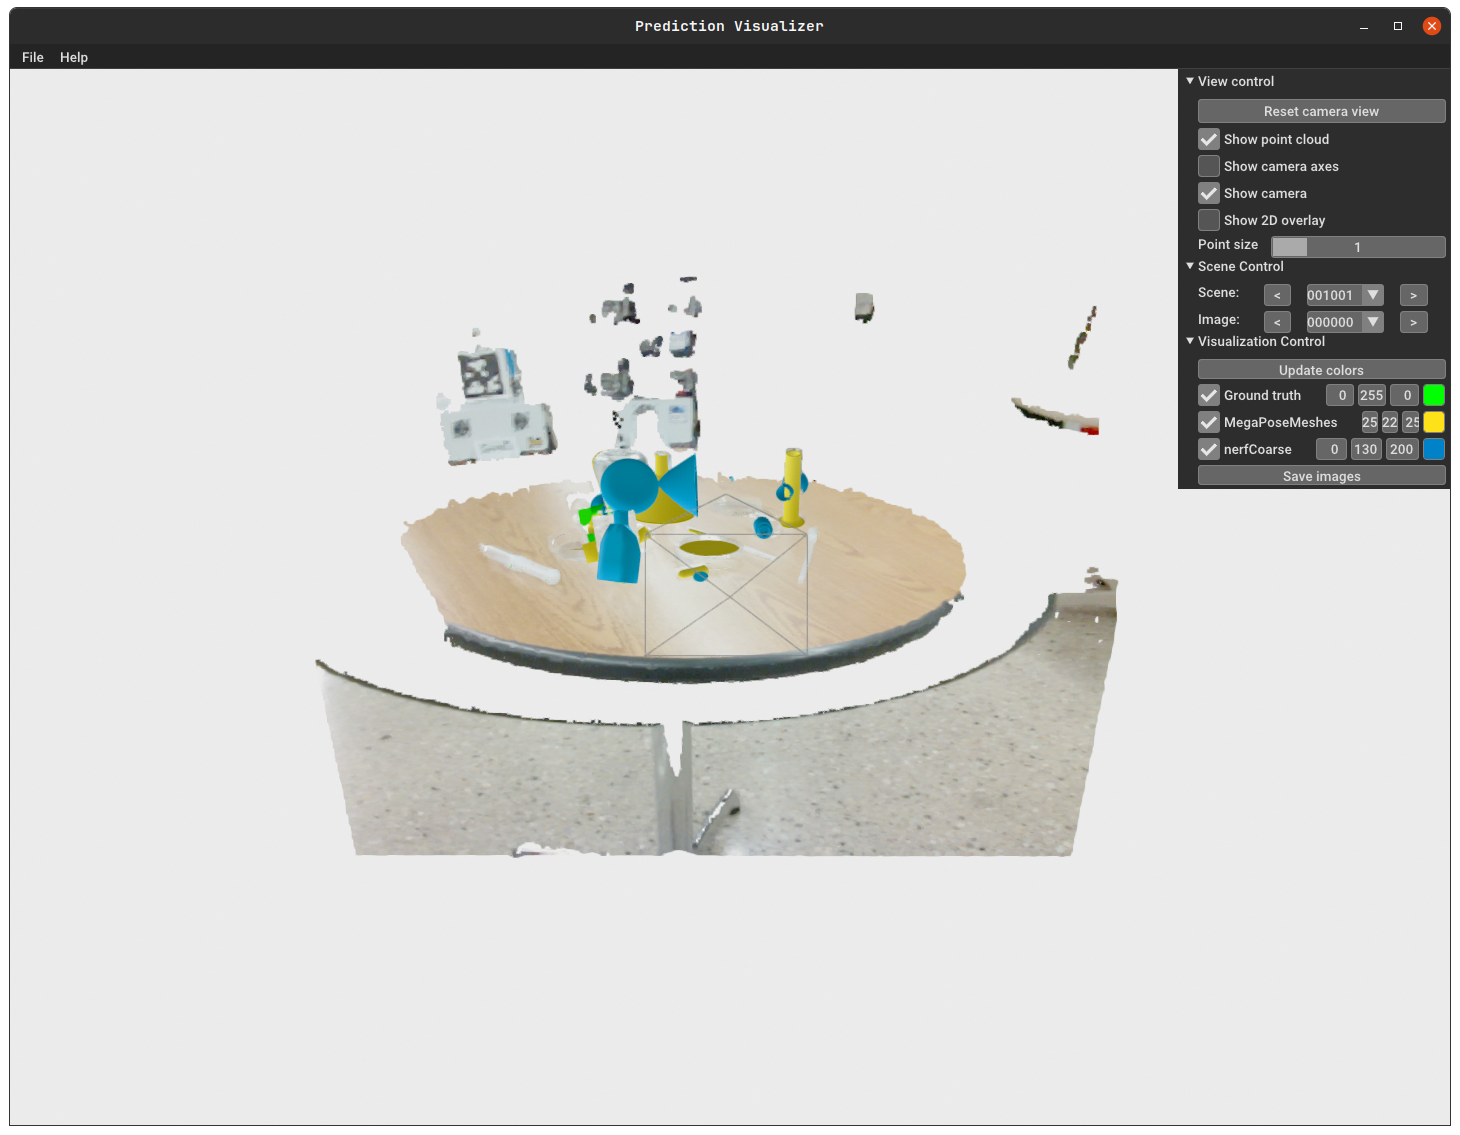 Prediction Visualizer
File Help
View control
Reset camera view
Show point cloud
Show camera axes
Show camera
Show 2D overlay
Point size 1
Scene Control
Scene: < 001001 >
Image: < 000000 >
Visualization Control
Update colors
Ground truth 0 255 0
MegaPoseMeshes 25 22 25
nerfCoarse 0 130 200
Save images